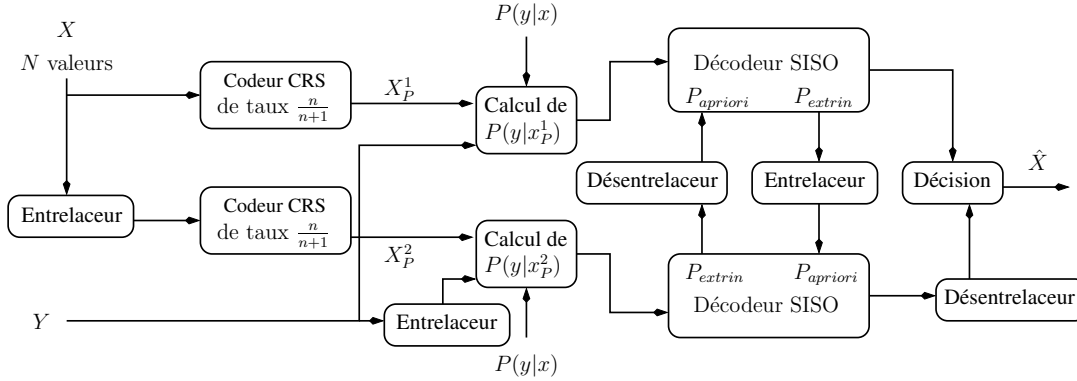 X
N valeurs
Codeur CRS
de taux n/(n+1)
X_P^1
P(y|x)
Calcul de
P(y|x_P^1)
Décodeur SISO
P_apriori
P_extrin
Désentrelaceur
Entrelaceur
Décision
X̂
Entrelaceur
Codeur CRS
de taux n/(n+1)
X_P^2
Calcul de
P(y|x_P^2)
P_extrin
P_apriori
Décodeur SISO
Désentrelaceur
Y
Entrelaceur
P(y|x)